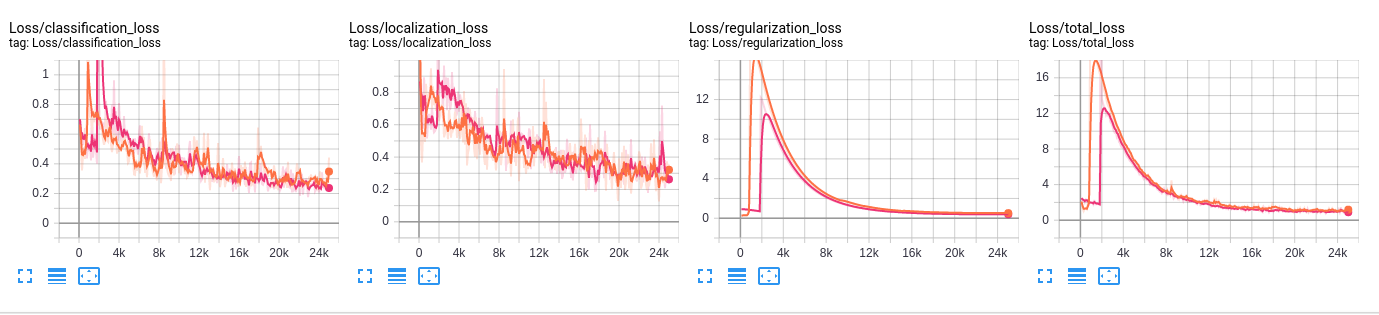 Loss/classification_loss
tag: Loss/classification_loss
1
0.8
0.6
0.4
0.2
0
0 4k 8k 12k 16k 20k 24k
Loss/localization_loss
tag: Loss/localization_loss
0.8
0.6
0.4
0.2
0
0 4k 8k 12k 16k 20k 24k
Loss/regularization_loss
tag: Loss/regularization_loss
12
8
4
0
0 4k 8k 12k 16k 20k 24k
Loss/total_loss
tag: Loss/total_loss
16
12
8
4
0
0 4k 8k 12k 16k 20k 24k